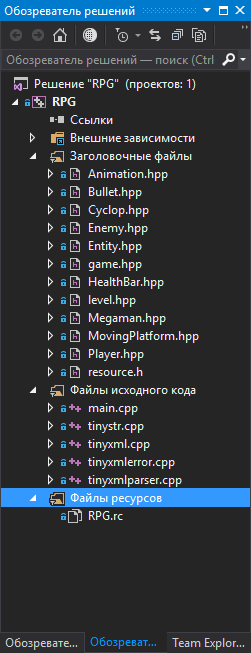 Обозреватель решений
Обозреватель решений — поиск (Ctrl
Решение "RPG" (проектов: 1)
RPG
Ссылки
Внешние зависимости
Заголовочные файлы
Animation.hpp
Bullet.hpp
Cyclop.hpp
Enemy.hpp
Entity.hpp
game.hpp
HealthBar.hpp
level.hpp
Megaman.hpp
MovingPlatform.hpp
Player.hpp
resource.h
Файлы исходного кода
main.cpp
tinystr.cpp
tinyxml.cpp
tinyxmlerror.cpp
tinyxmlparser.cpp
Файлы ресурсов
RPG.rc
Обозревате... Обозреват... Team Explor...